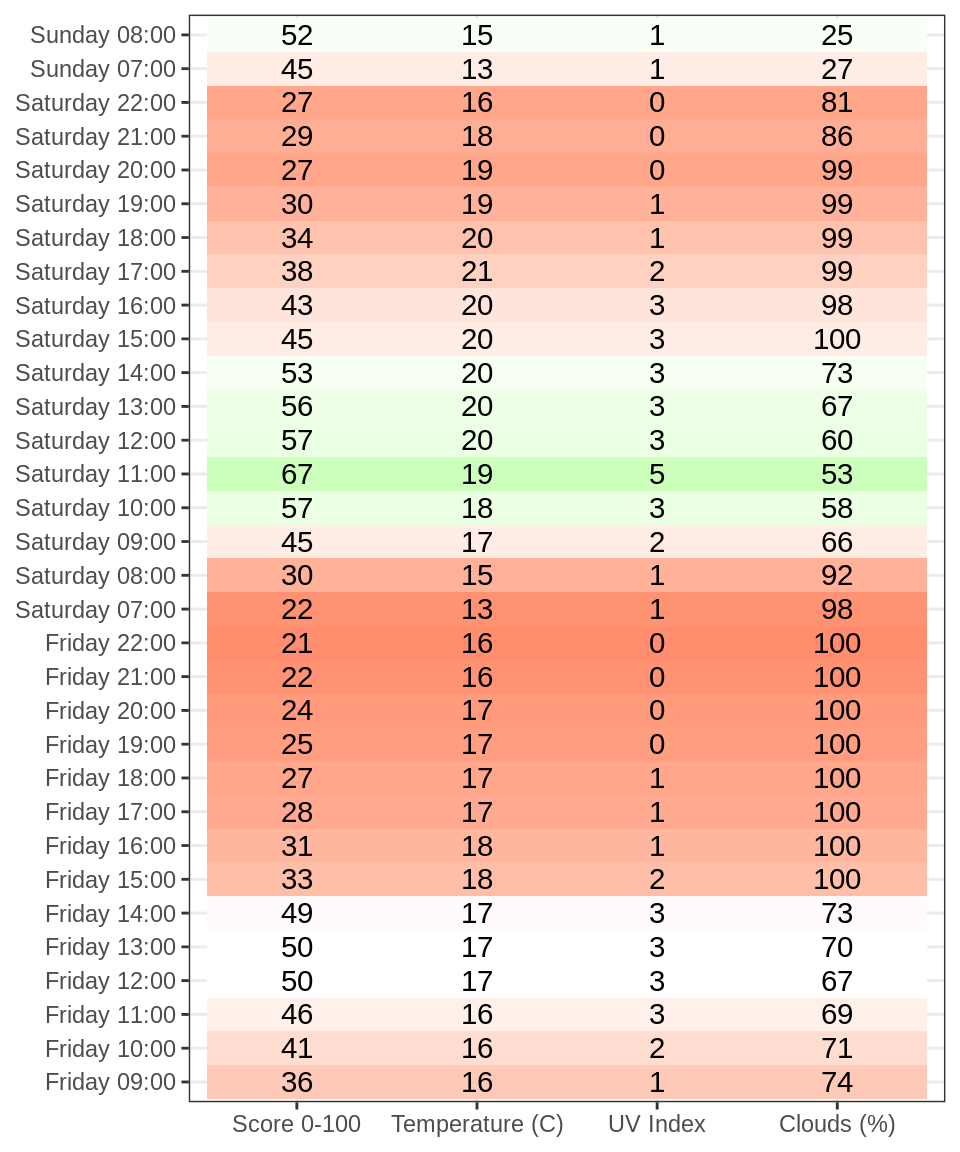 Sunday 08:00 52 15 1 25
Sunday 07:00 45 13 1 27
Saturday 22:00 27 16 0 81
Saturday 21:00 29 18 0 86
Saturday 20:00 27 19 0 99
Saturday 19:00 30 19 1 99
Saturday 18:00 34 20 1 99
Saturday 17:00 38 21 2 99
Saturday 16:00 43 20 3 98
Saturday 15:00 45 20 3 100
Saturday 14:00 53 20 3 73
Saturday 13:00 56 20 3 67
Saturday 12:00 57 20 3 60
Saturday 11:00 67 19 5 53
Saturday 10:00 57 18 3 58
Saturday 09:00 45 17 2 66
Saturday 08:00 30 15 1 92
Saturday 07:00 22 13 1 98
Friday 22:00 21 16 0 100
Friday 21:00 22 16 0 100
Friday 20:00 24 17 0 100
Friday 19:00 25 17 0 100
Friday 18:00 27 17 1 100
Friday 17:00 28 17 1 100
Friday 16:00 31 18 1 100
Friday 15:00 33 18 2 100
Friday 14:00 49 17 3 73
Friday 13:00 50 17 3 70
Friday 12:00 50 17 3 67
Friday 11:00 46 16 3 69
Friday 10:00 41 16 2 71
Friday 09:00 36 16 1 74
Score 0-100 Temperature (C) UV Index Clouds (%)